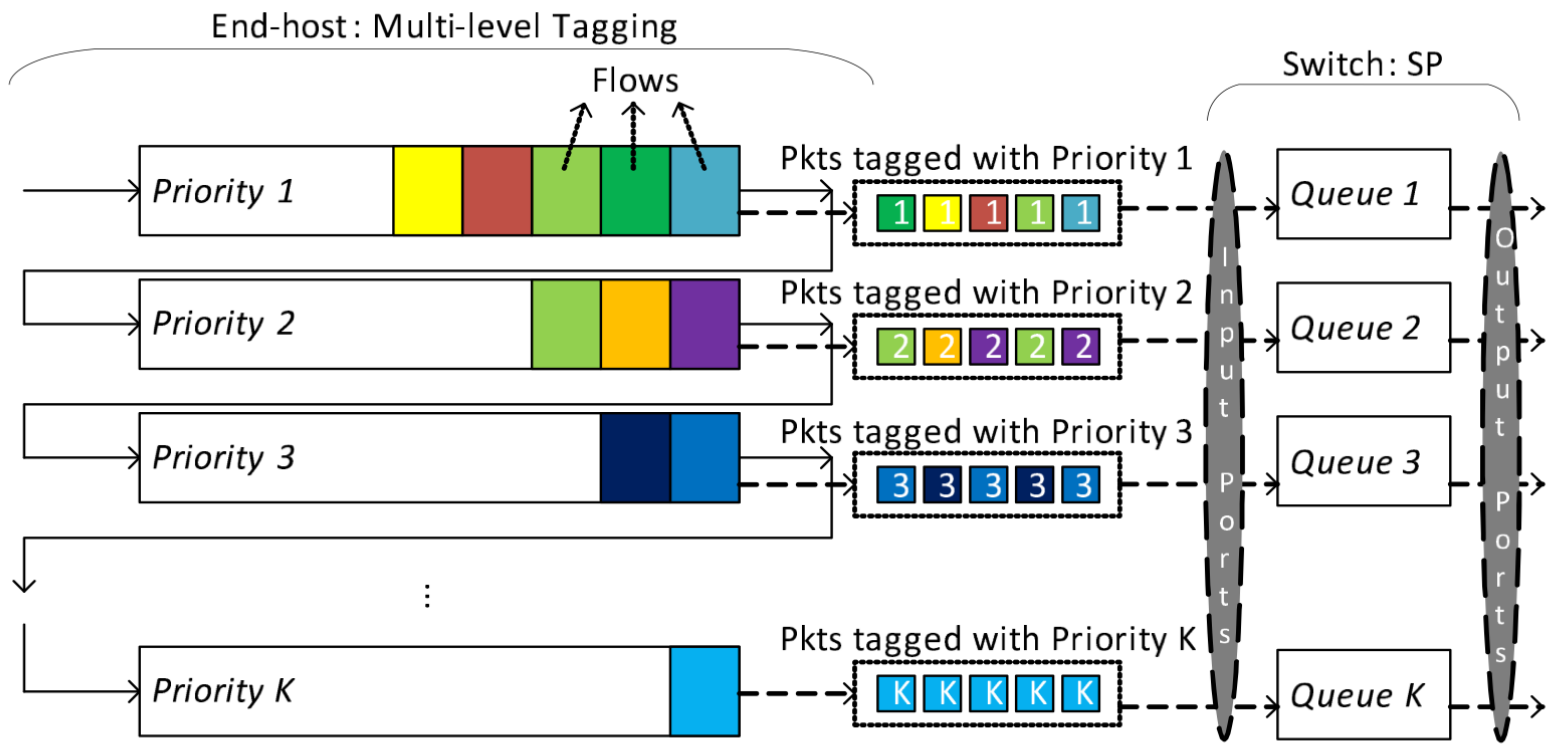 End-host: Multi-level Tagging
Switch: SP
Flows
Pkts tagged with Priority 1
Priority 1
1 1 1 1 1
Queue 1
Pkts tagged with Priority 2
Priority 2
2 2 2 2 2
Queue 2
Pkts tagged with Priority 3
Priority 3
3 3 3 3 3
Queue 3
⋮
Pkts tagged with Priority K
Priority K
K K K K K
Queue K
Input Ports
Output Ports